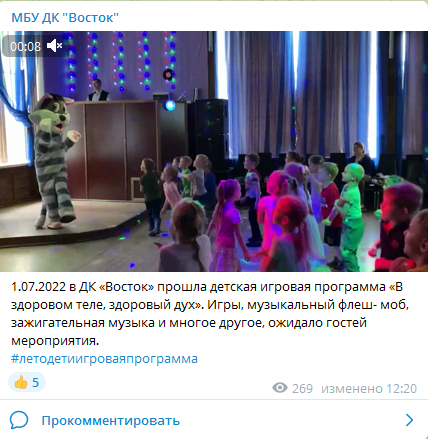 МБУ ДК "Восток"
00:08
1.07.2022 в ДК «Восток» прошла детская игровая программа «В
здоровом теле, здоровый дух». Игры, музыкальный флеш- моб,
зажигательная музыка и многое другое, ожидало гостей
мероприятия.
#летодетиигроваяпрограмма
👍 5
269 изменено 12:20
Прокомментировать